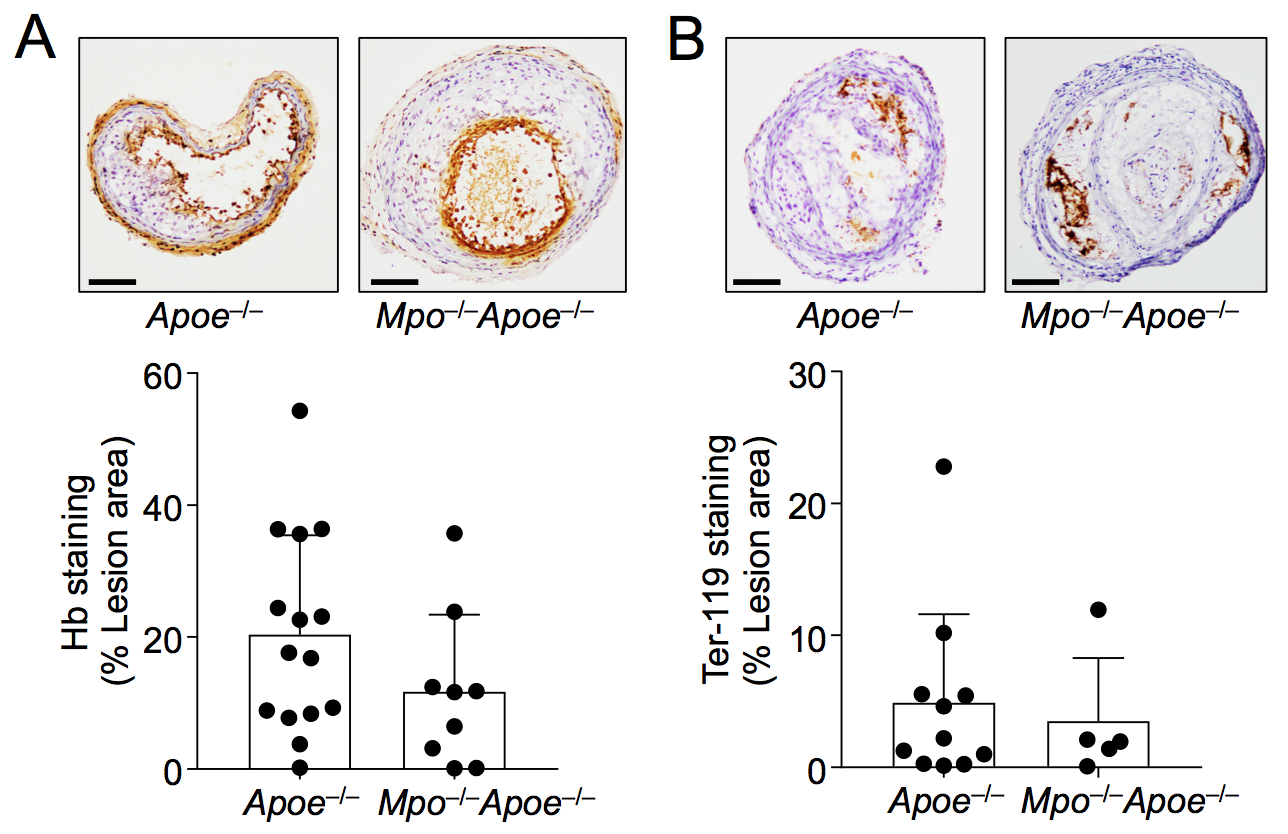 A
B
Apoe–/–
Mpo–/–Apoe–/–
Apoe–/–
Mpo–/–Apoe–/–
60
40
20
0
Hb staining
(% Lesion area)
Apoe–/–
Mpo–/–Apoe–/–
30
20
10
0
Ter-119 staining
(% Lesion area)
Apoe–/–
Mpo–/–Apoe–/–